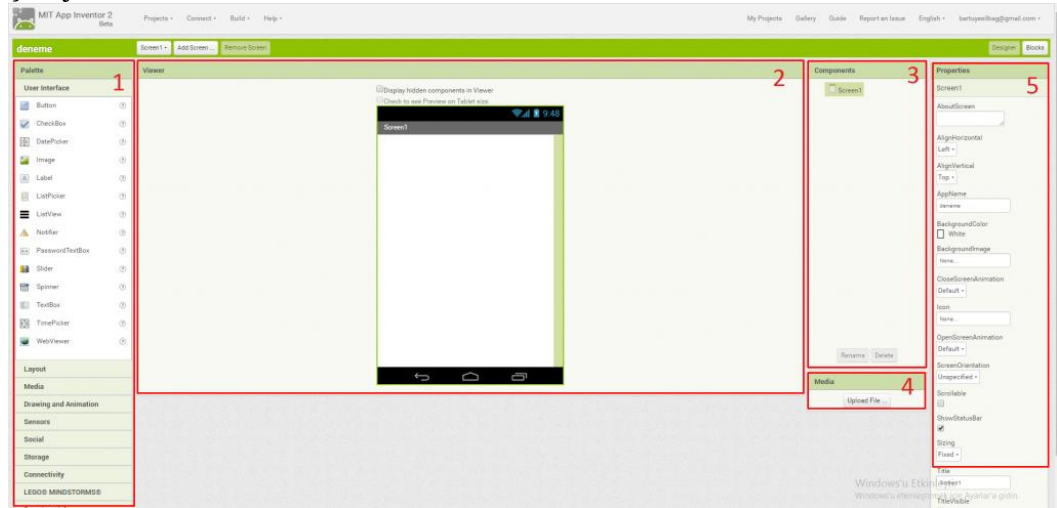 MIT App Inventor 2
Beta
Projects Connect Build Help
My Projects Gallery Guide Report an Issue English
deneme
Screen1 Add Screen ... Remove Screen
Designer Blocks
Palette
1
User Interface
Button
CheckBox
DatePicker
Image
Label
ListPicker
ListView
Notifier
PasswordTextBox
Slider
Spinner
TextBox
TimePicker
WebViewer
Layout
Media
Drawing and Animation
Sensors
Social
Storage
Connectivity
LEGO® MINDSTORMS®
Viewer
2
Display hidden components in Viewer
Check to see Preview on Tablet size.
9:48
Screen1
Components
3
Screen1
Rename Delete
Media
4
Upload File ...
Properties
5
Screen1
AboutScreen
AlignHorizontal
Left
AlignVertical
Top
AppName
deneme
BackgroundColor
White
BackgroundImage
None...
CloseScreenAnimation
Default
Icon
None...
OpenScreenAnimation
Default
ScreenOrientation
Unspecified
Scrollable
ShowStatusBar
Sizing
Fixed
Title
Screen1
TitleVisible
Windows'u
Windows'u Ayarlar'a gidin.